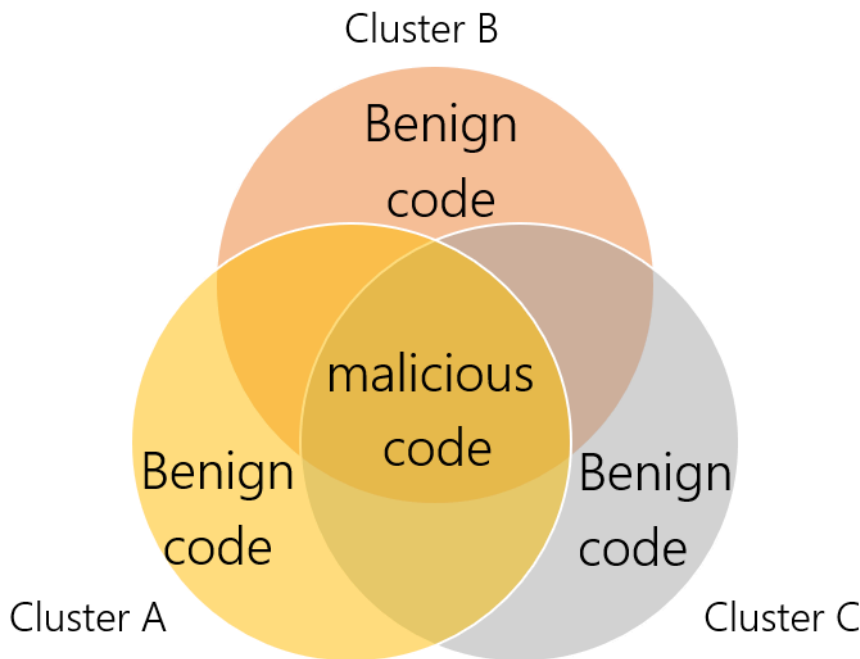 Cluster B
Benign
code
malicious
code
Benign
code
Benign
code
Cluster A
Cluster C